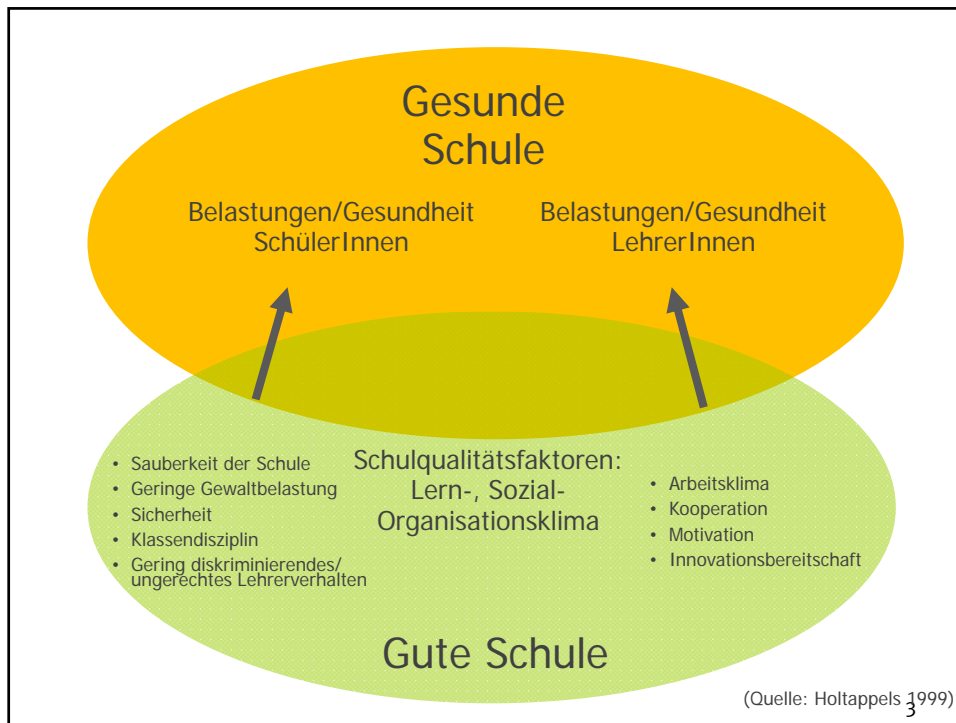 Gesunde
Schule
Belastungen/Gesundheit
SchülerInnen
Belastungen/Gesundheit
LehrerInnen
• Sauberkeit der Schule
• Geringe Gewaltbelastung
• Sicherheit
• Klassendisziplin
• Gering diskriminierendes/
ungerechtes Lehrerverhalten
Schulqualitätsfaktoren:
Lern-, Sozial-
Organisationsklima
• Arbeitsklima
• Kooperation
• Motivation
• Innovationsbereitschaft
Gute Schule
(Quelle: Holtappels 1999)
3